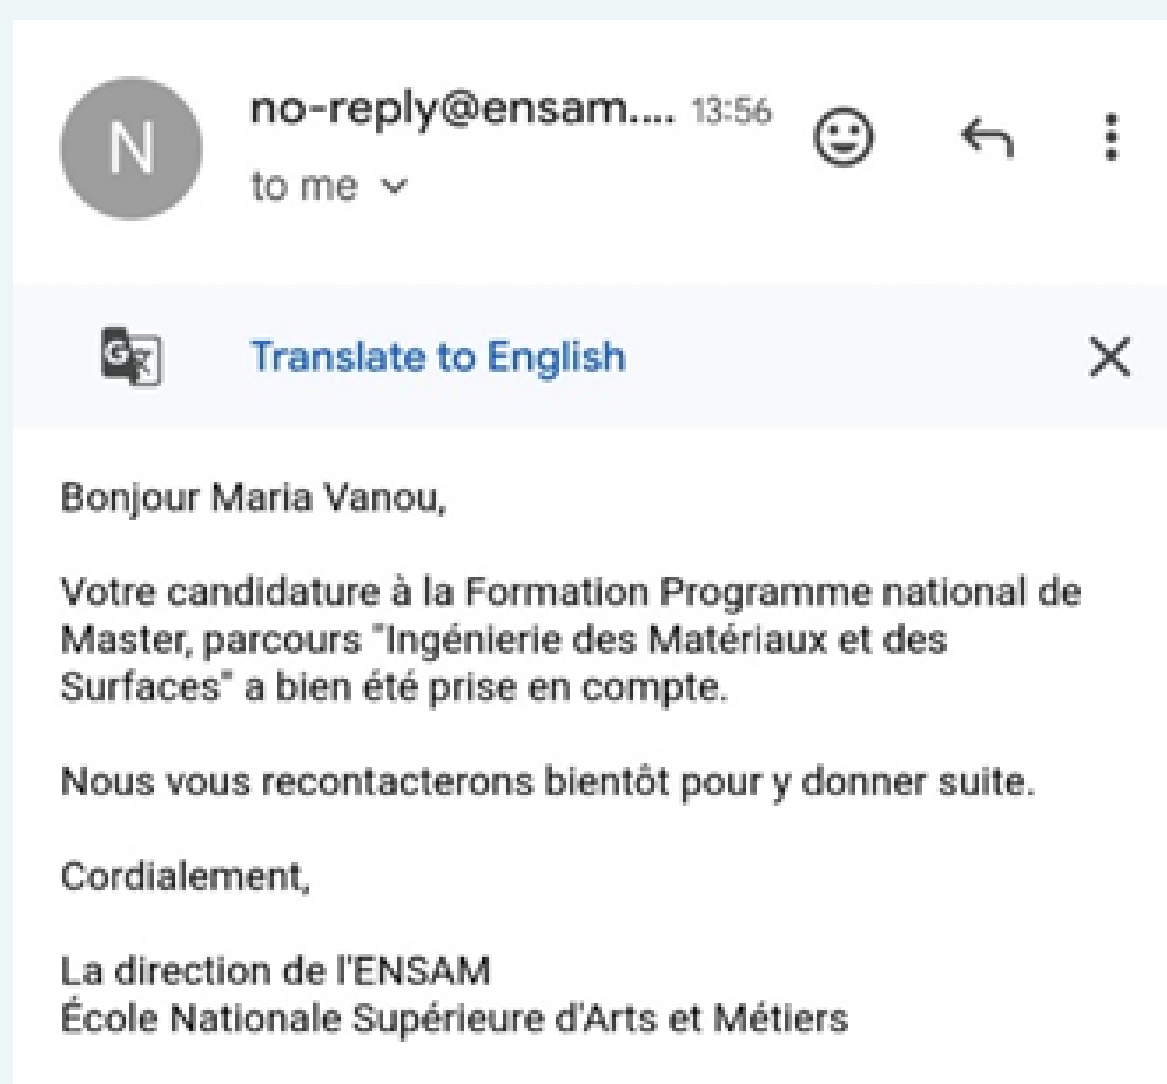 N
no-reply@ensam.... 13:56
to me
Translate to English
Bonjour Maria Vanou,
Votre candidature à la Formation Programme national de
Master, parcours "Ingénierie des Matériaux et des
Surfaces" a bien été prise en compte.
Nous vous recontacterons bientôt pour y donner suite.
Cordialement,
La direction de l'ENSAM
École Nationale Supérieure d'Arts et Métiers